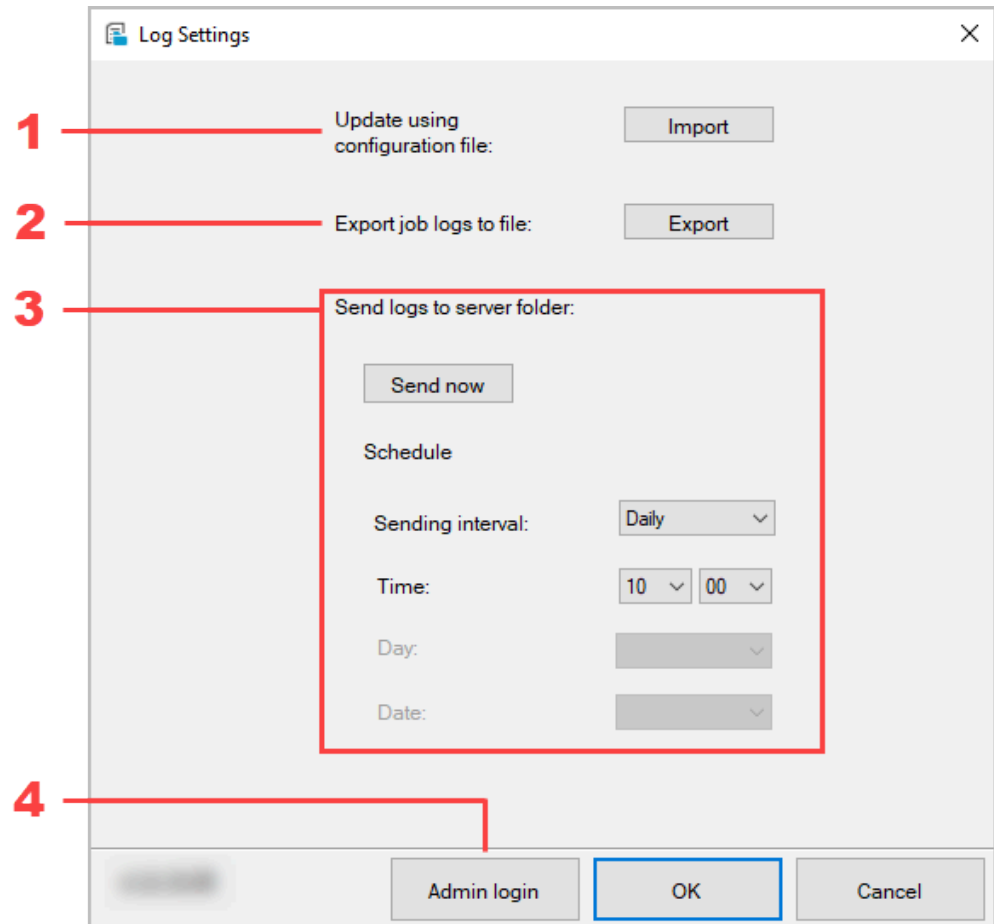 Log Settings
1
Update using
configuration file:
Import
2
Export job logs to file:
Export
3
Send logs to server folder:
Send now
Schedule
Sending interval:
Daily
Time:
10
00
Day:
Date:
4
Admin login
OK
Cancel